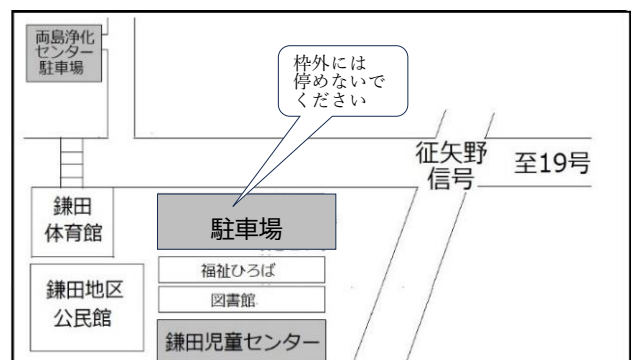 両島浄化
センター
駐車場
枠外には
停めないで
ください
征矢野
信号
至19号
鎌田
体育館
駐車場
福祉ひろば
図書館
鎌田地区
公民館
鎌田児童センター